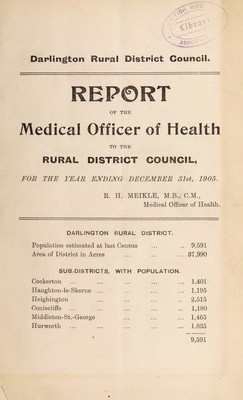 Library
Darlington Rural District Council.
REPORT
OF THE
Medical Officer of Health
TO THE
RURAL DISTRICT COUNCIL,
FOR THE YEAR ENDING DECEMBER 31st, 1905.
R. H. MEIKLE, M.B., C.M.,
Medical Officer of Health.
DARLINGTON RURAL DISTRICT.
Population estimated at last Census ... .. 9,591
Area of District in Acres ... ... ... 37,990
SUB-DISTRICTS, WITH POPULATION.
Cockerton ... ... ... ... ... 1,401
Haughton-le-Skerne ... ... ... ... 1,195
Heighington ... ... ... ... 2,515
Coniscliffe ... ... ... ... ... 1,180
Middleton-St.-George ... ... ... 1,465
Hurworth ... ... ... ... ... 1,835
9,591